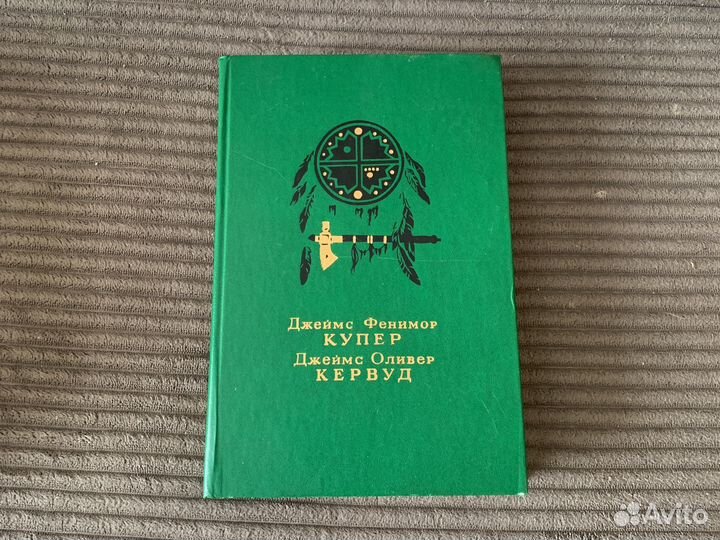 Джеймс Фенимор
КУПЕР
Джеймс Оливер
КЕРВУД
Avito